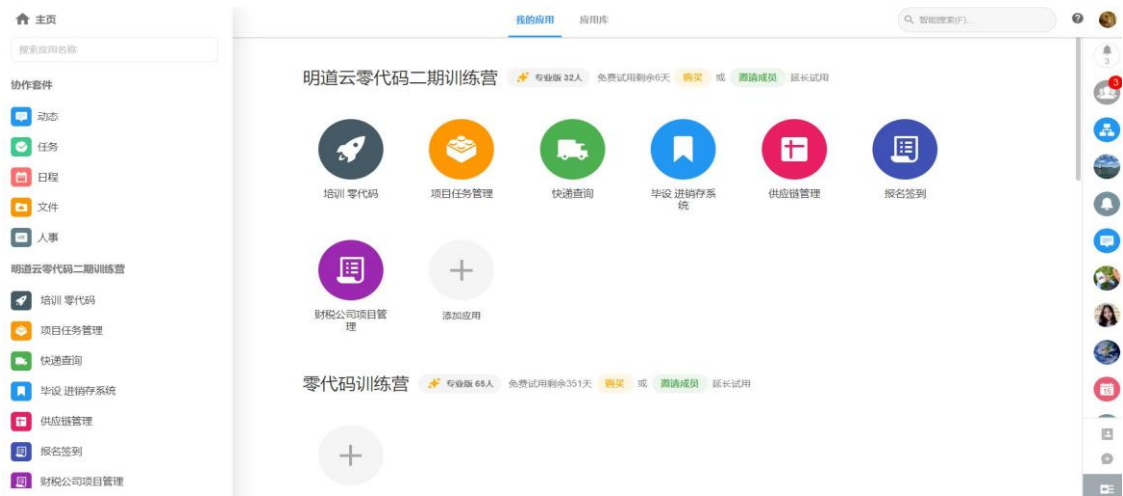 主页
搜索应用名称
协作套件
动态
任务
日程
文件
人事
明道云零代码二期训练营
培训 零代码
项目任务管理
快递查询
毕设 进销存系统
供应链管理
报名签到
财税公司项目管理
我的应用 应用库
智能搜索(F)...
明道云零代码二期训练营 专业版 32人 免费试用剩余6天 购买 或 邀请成员 延长试用
培训 零代码
项目任务管理
快递查询
毕设 进销存系
统
供应链管理
报名签到
财税公司项目管
理
添加应用
零代码训练营 专业版 65人 免费试用剩余351天 购买 或 邀请成员 延长试用
3
3
15